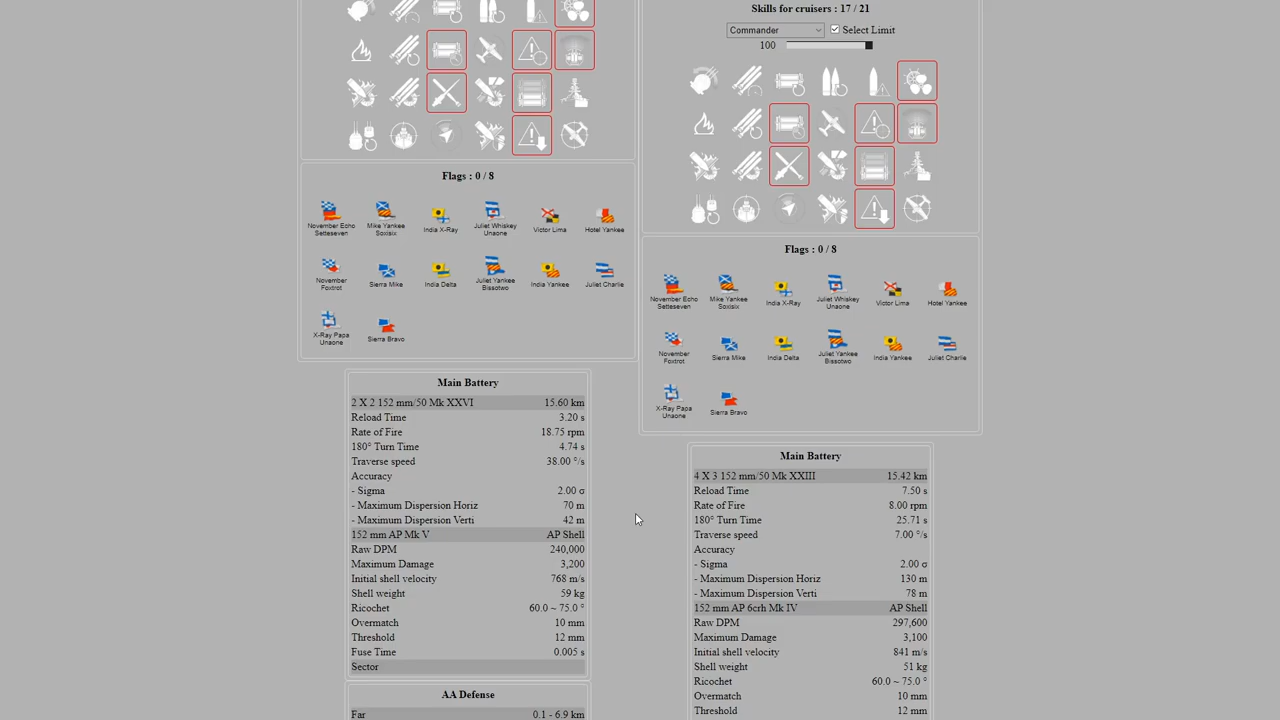 Skills for cruisers : 17 / 21
Commander
Select Limit
100
Flags : 0 / 8
November Echo Setteseven
Mike Yankee Soxisix
India X-Ray
Juliet Whiskey Unaone
Victor Lima
Hotel Yankee
November Foxtrot
Sierra Mike
India Delta
Juliet Yankee Bissotwo
India Yankee
Juliet Charlie
X-Ray Papa Unaone
Sierra Bravo
Main Battery
2 X 2 152 mm/50 Mk XXVI 15.60 km
Reload Time 3.20 s
Rate of Fire 18.75 rpm
180° Turn Time 4.74 s
Traverse speed 38.00 °/s
Accuracy
- Sigma 2.00 σ
- Maximum Dispersion Horiz 70 m
- Maximum Dispersion Verti 42 m
152 mm AP Mk V AP Shell
Raw DPM 240,000
Maximum Damage 3,200
Initial shell velocity 768 m/s
Shell weight 59 kg
Ricochet 60.0 ~ 75.0 °
Overmatch 10 mm
Threshold 12 mm
Fuse Time 0.005 s
Sector
AA Defense
Far 0.1 - 6.9 km
Flags : 0 / 8
November Echo Setteseven
Mike Yankee Soxisix
India X-Ray
Juliet Whiskey Unaone
Victor Lima
Hotel Yankee
November Foxtrot
Sierra Mike
India Delta
Juliet Yankee Bissotwo
India Yankee
Juliet Charlie
X-Ray Papa Unaone
Sierra Bravo
Main Battery
4 X 3 152 mm/50 Mk XXIII 15.42 km
Reload Time 7.50 s
Rate of Fire 8.00 rpm
180° Turn Time 25.71 s
Traverse speed 7.00 °/s
Accuracy
- Sigma 2.00 σ
- Maximum Dispersion Horiz 130 m
- Maximum Dispersion Verti 78 m
152 mm AP 6crh Mk IV AP Shell
Raw DPM 297,600
Maximum Damage 3,100
Initial shell velocity 841 m/s
Shell weight 51 kg
Ricochet 60.0 ~ 75.0 °
Overmatch 10 mm
Threshold 12 mm